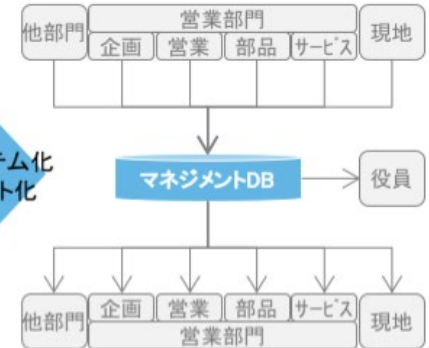 営業部門
他部門 企画 営業 部品 サービス 現地
テム化
ト化
マネジメントDB
役員
他部門 企画 営業 部品 サービス 現地
営業部門